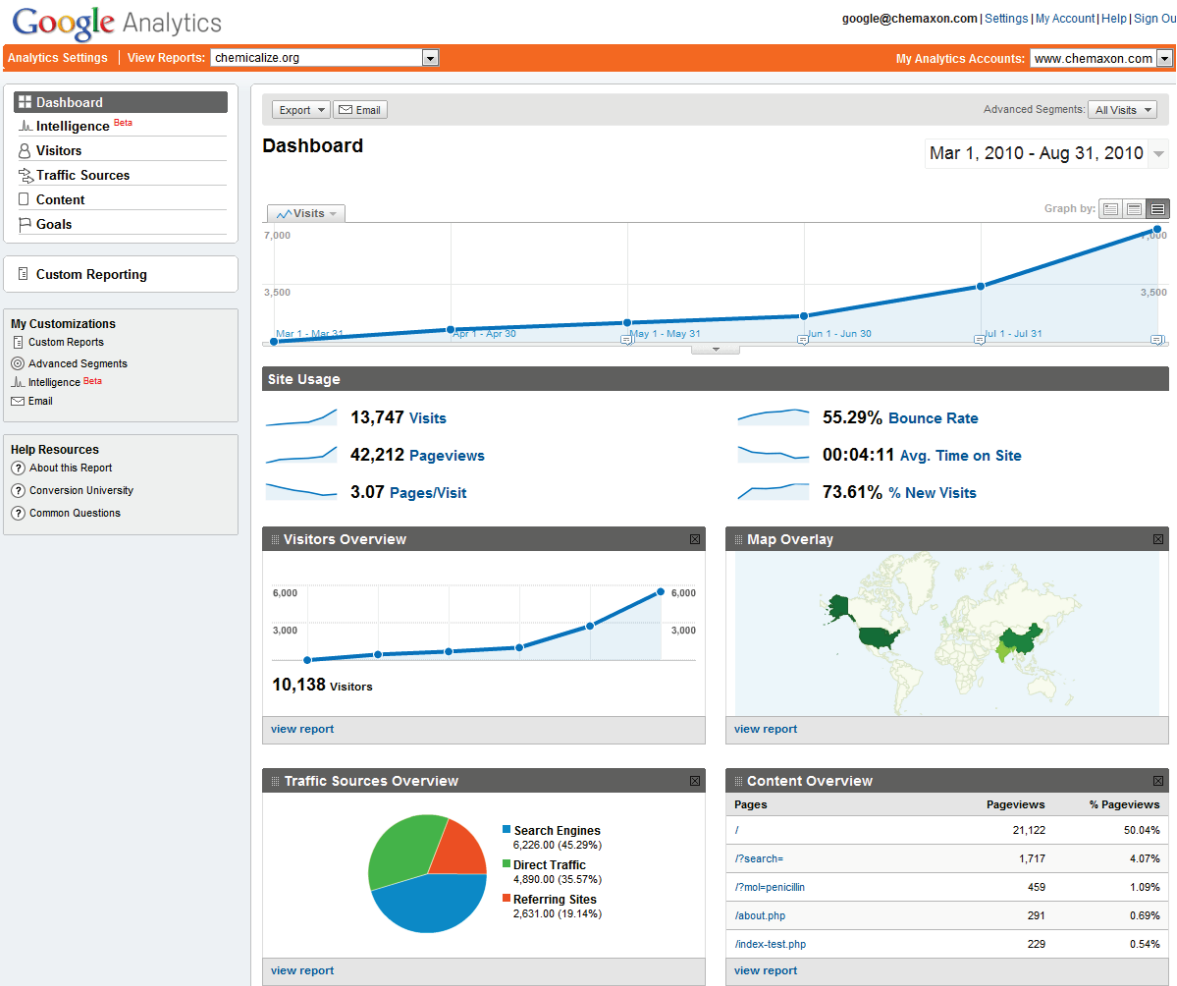 Google Analytics
google@chemaxon.com | Settings | My Account | Help | Sign Ou
Analytics Settings | View Reports: chemicalize.org
My Analytics Accounts: www.chemaxon.com
Dashboard
Intelligence Beta
Visitors
Traffic Sources
Content
Goals
Custom Reporting
My Customizations
Custom Reports
Advanced Segments
Intelligence Beta
Email
Help Resources
About this Report
Conversion University
Common Questions
Export Email
Advanced Segments: All Visits
Dashboard
Mar 1, 2010 - Aug 31, 2010
Visits
Graph by:
7,000 7,000
3,500 3,500
Mar 1 - Mar 31 Apr 1 - Apr 30 May 1 - May 31 Jun 1 - Jun 30 Jul 1 - Jul 31
Site Usage
13,747 Visits
55.29% Bounce Rate
42,212 Pageviews
00:04:11 Avg. Time on Site
3.07 Pages/Visit
73.61% % New Visits
Visitors Overview
6,000 6,000
3,000 3,000
10,138 Visitors
view report
Map Overlay
view report
Traffic Sources Overview
Search Engines
6,226.00 (45.29%)
Direct Traffic
4,890.00 (35.57%)
Referring Sites
2,631.00 (19.14%)
view report
Content Overview
Pages Pageviews % Pageviews
/ 21,122 50.04%
/?search= 1,717 4.07%
/?mol=penicillin 459 1.09%
/about.php 291 0.69%
/index-test.php 229 0.54%
view report